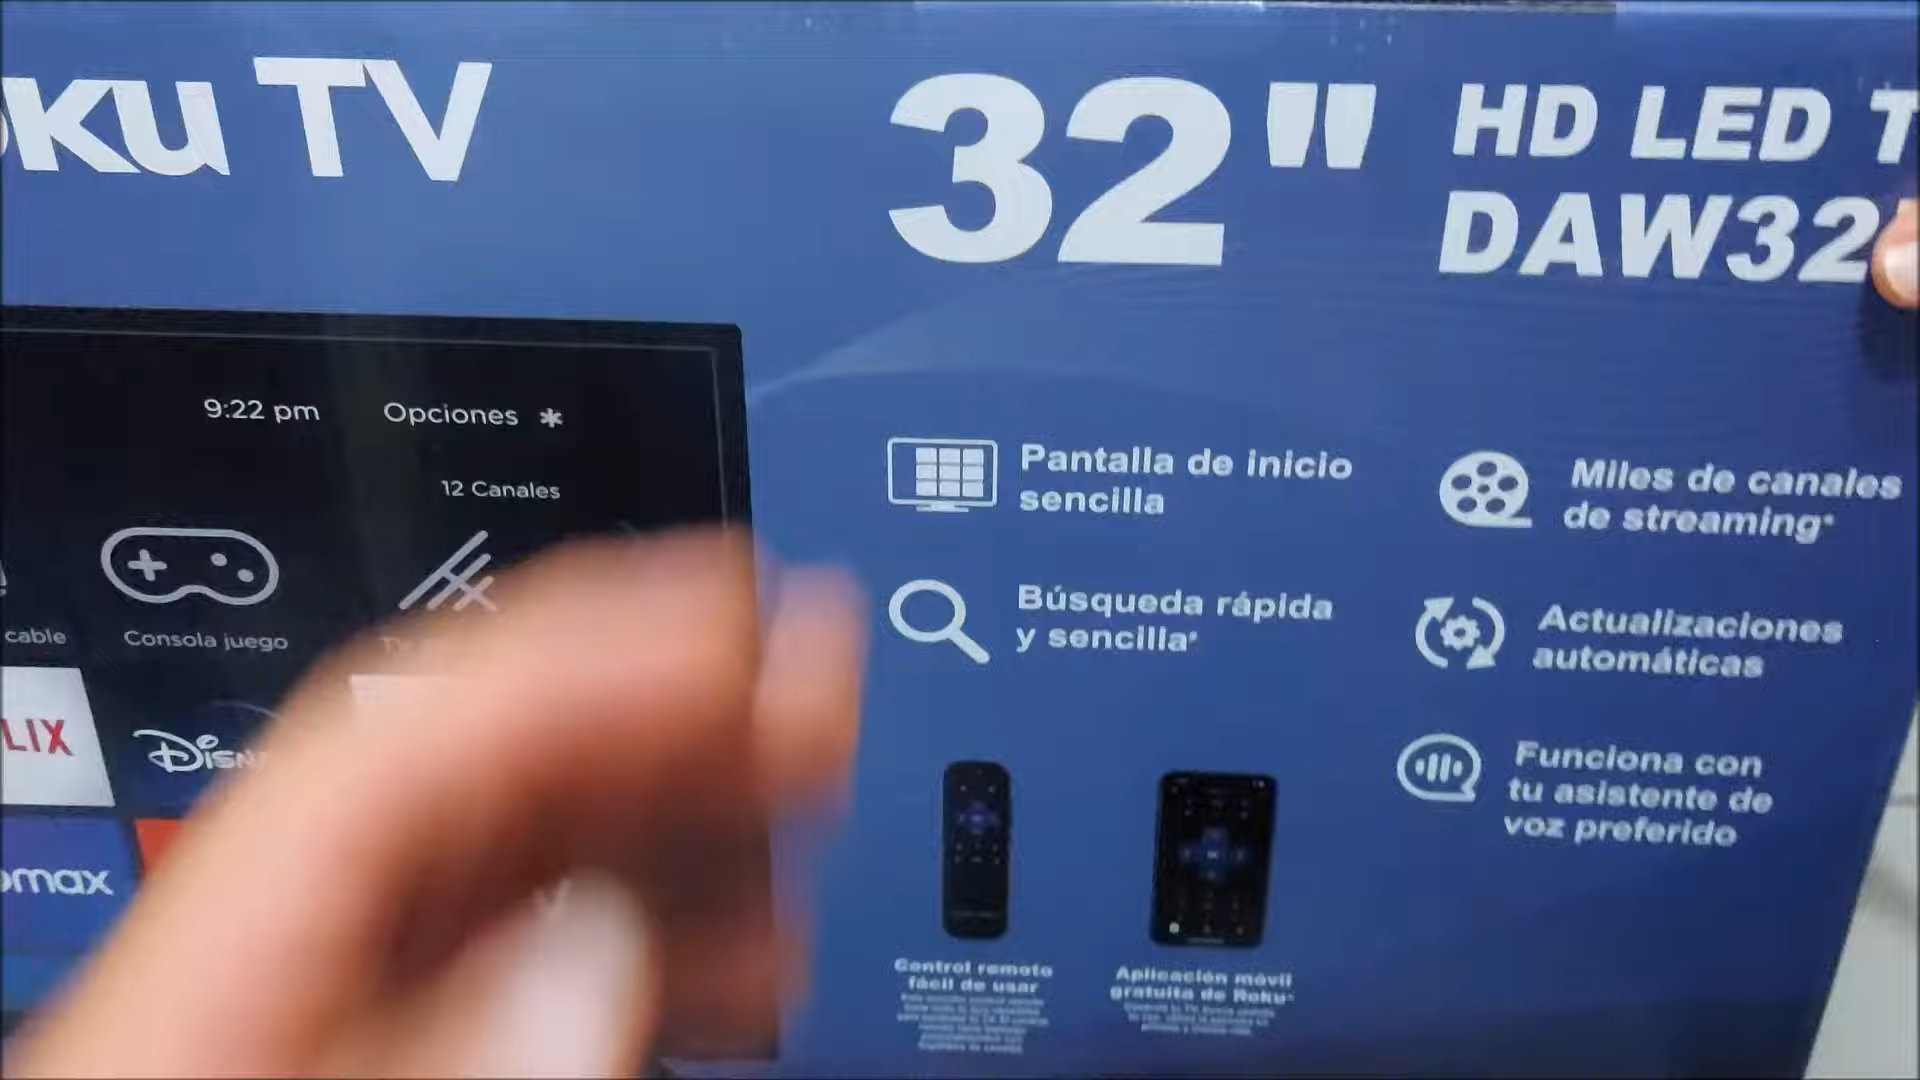 oku TV
32" HD LED T
DAW32
9:22 pm Opciones *
12 Canales
cable Consola juego
LIX Disn
omax
Pantalla de inicio
sencilla
Miles de canales
de streaming*
Búsqueda rápida
y sencilla*
Actualizaciones
automáticas
Funciona con
tu asistente de
voz preferido
Control remoto
fácil de usar
Aplicación móvil
gratuita de Roku*